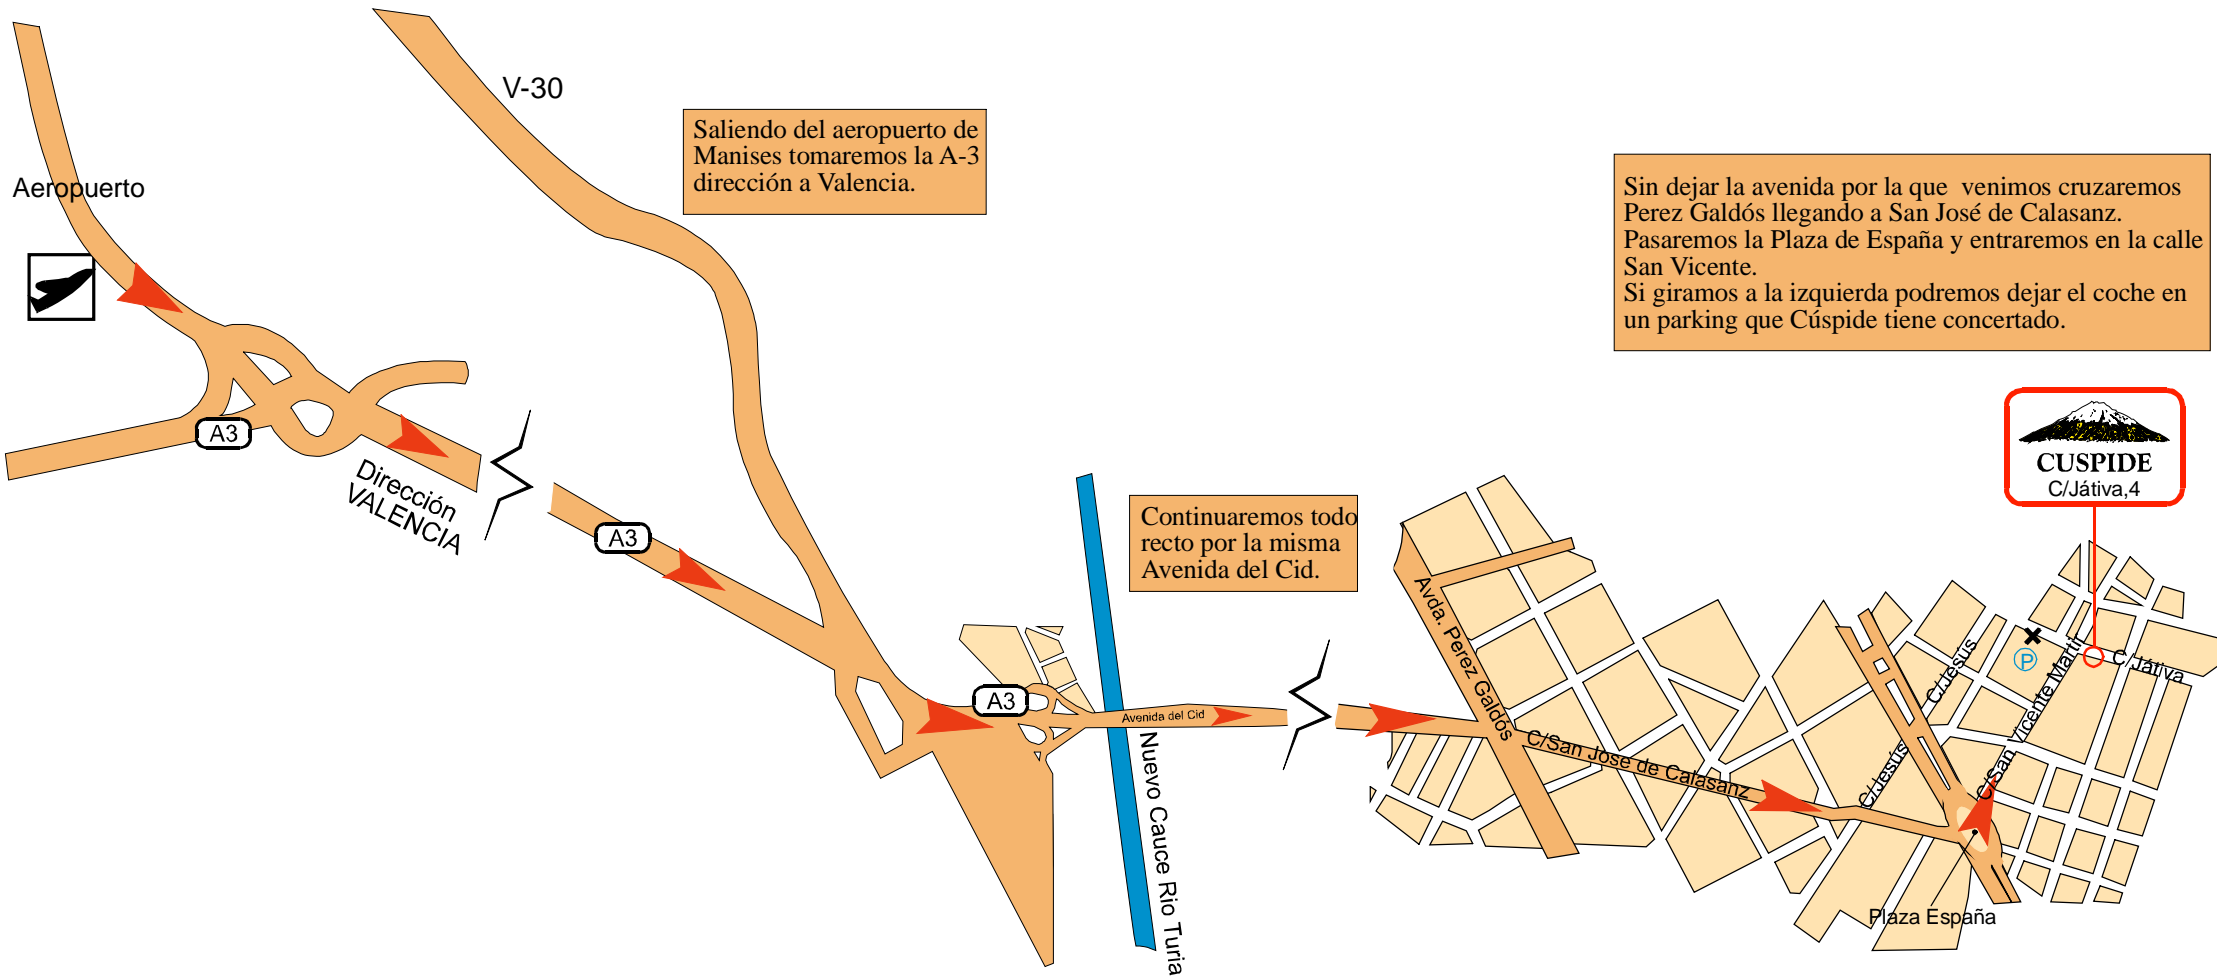 V-30
Saliendo del aeropuerto de
Manises tomaremos la A-3
dirección a Valencia.
Aeropuerto
Sin dejar la avenida por la que venimos cruzaremos
Perez Galdós llegando a San José de Calasanz.
Pasaremos la Plaza de España y entraremos en la calle
San Vicente.
Si giramos a la izquierda podremos dejar el coche en
un parking que Cúspide tiene concertado.
A3
Dirección
VALENCIA
CUSPIDE
C/Játiva,4
A3
Continuaremos todo
recto por la misma
Avenida del Cid.
A3
Avenida del Cid
Nuevo Cauce Rio Turia
Avda. Perez Galdós
C/San Jose de Calasanz
C/Jesús
C/Jesús
C/San Vicente Martir
P
C/Játiva
Plaza España